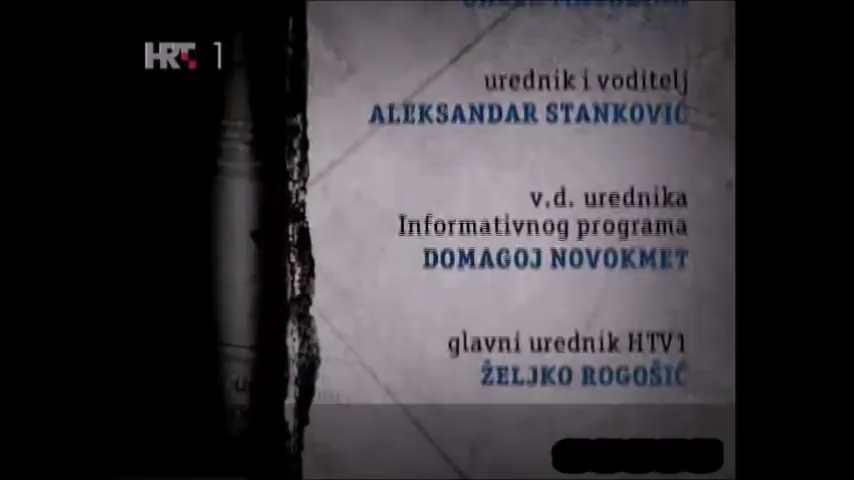 HRT 1
urednik i voditelj
ALEKSANDAR STANKOVIĆ
v.d. urednika
Informativnog programa
DOMAGOJ NOVOKMET
glavni urednik HTV1
ŽELJKO ROGOŠIĆ